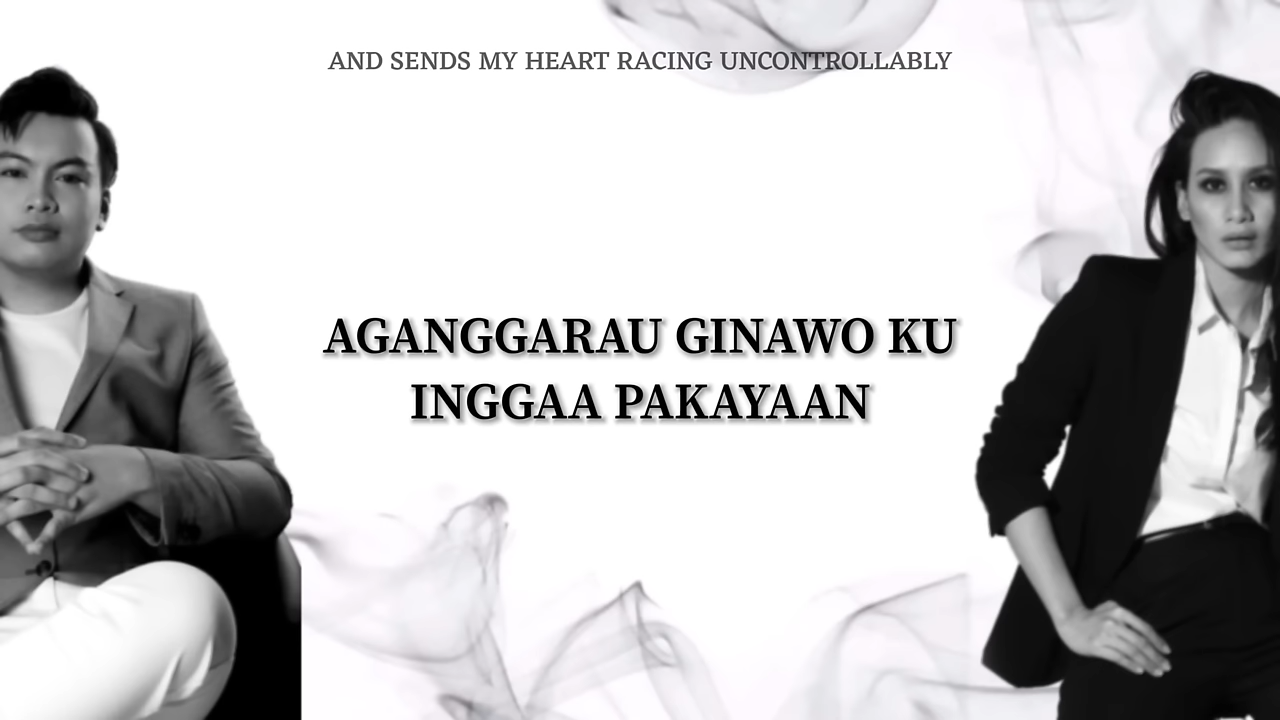 AND SENDS MY HEART RACING UNCONTROLLABLY
AGANGGARAU GINAWO KU
INGGAA PAKAYAAN